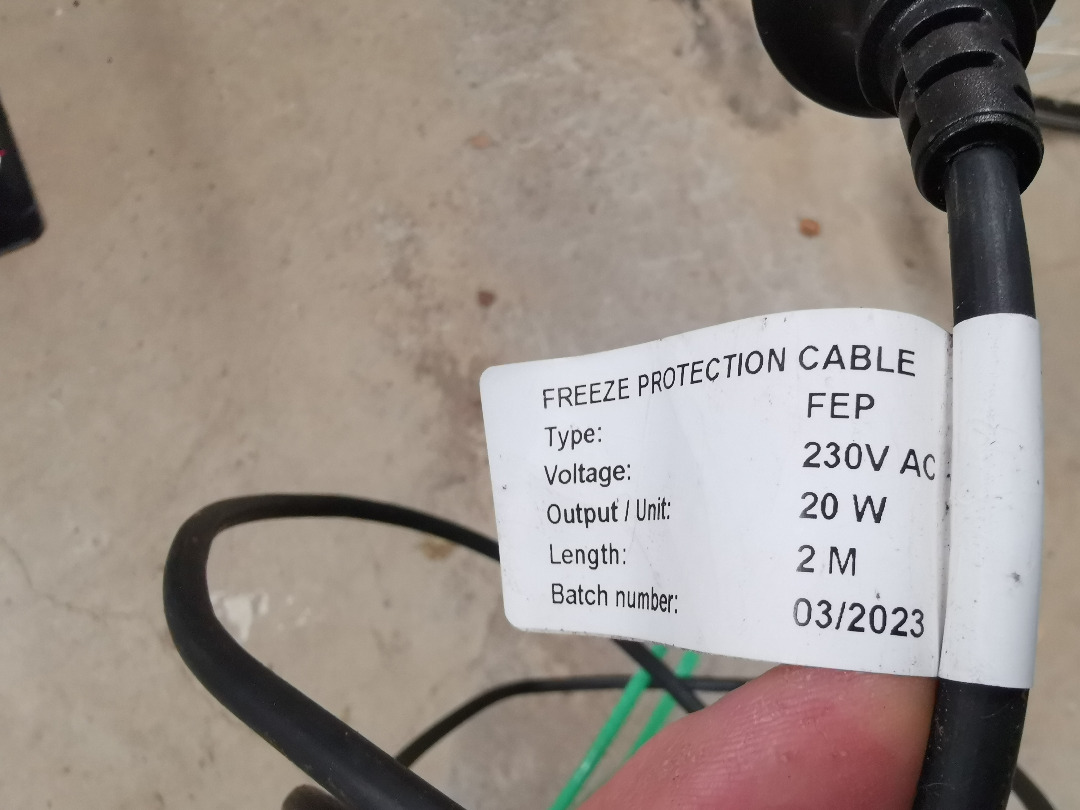 FREEZE PROTECTION CABLE
Type: FEP
Voltage: 230V AC
Output / Unit: 20 W
Length: 2 M
Batch number: 03/2023